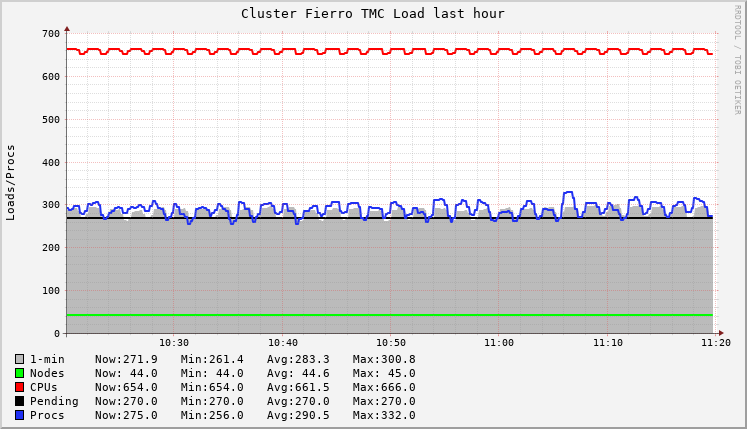 Cluster Fierro TMC Load last hour
RRDTOOL / TOBI OETIKER
Loads/Procs
700
600
500
400
300
200
100
0
10:30 10:40 10:50 11:00 11:10 11:20
1-min Now:271.9 Min:261.4 Avg:283.3 Max:300.8
Nodes Now: 44.0 Min: 44.0 Avg: 44.6 Max: 45.0
CPUs Now:654.0 Min:654.0 Avg:661.5 Max:666.0
Pending Now:270.0 Min:270.0 Avg:270.0 Max:270.0
Procs Now:275.0 Min:256.0 Avg:290.5 Max:332.0